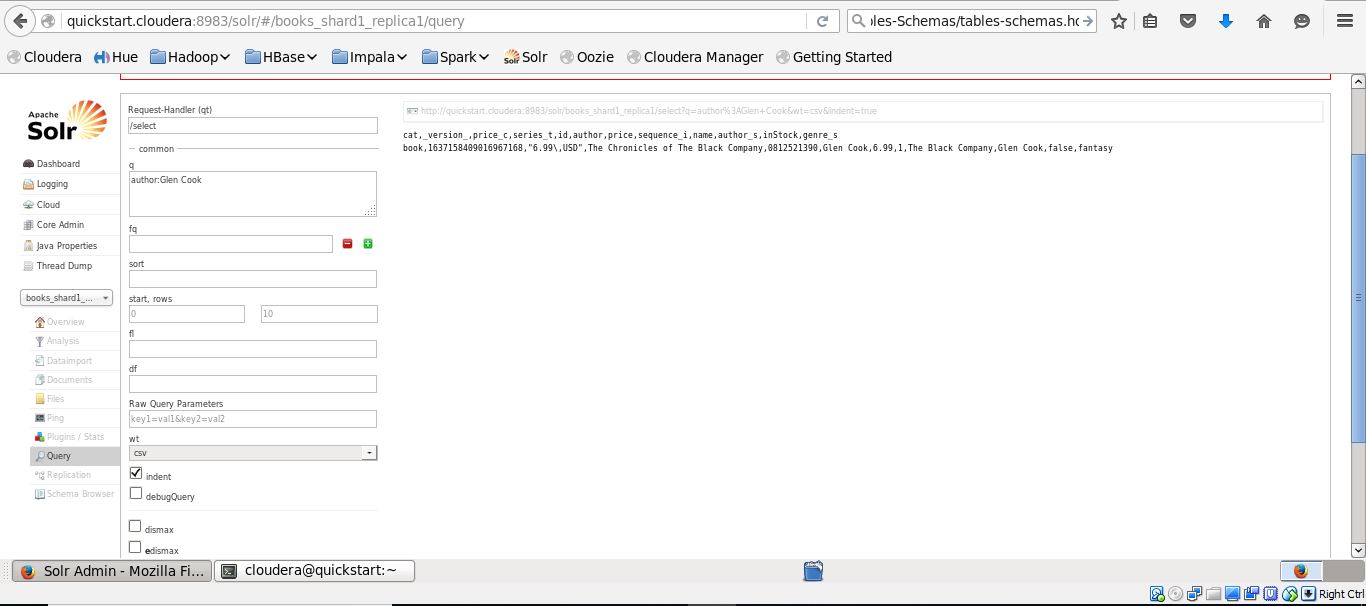 quickstart.cloudera:8983/solr/#/books_shard1_replica1/query
bles-Schemas/tables-schemas.ho
Cloudera Hue Hadoop HBase Impala Spark Solr Oozie Cloudera Manager Getting Started
Apache
Solr
Dashboard
Logging
Cloud
Core Admin
Java Properties
Thread Dump
books_shard1_...
Overview
Analysis
Dataimport
Documents
Files
Ping
Plugins / Stats
Query
Replication
Schema Browser
Request-Handler (qt)
/select
common
q
author:Glen Cook
fq
sort
start, rows
0 10
fl
df
Raw Query Parameters
key1=val1&key2=val2
wt
csv
indent
debugQuery
dismax
edismax
http://quickstart.cloudera:8983/solr/books_shard1_replica1/select?q=author%3AGlen+Cook&wt=csv&indent=true
cat,_version_,price_c,series_t,id,author,price,sequence_i,name,author_s,inStock,genre_s
book,1637158409016967168,"6.99\,USD",The Chronicles of The Black Company,0812521390,Glen Cook,6.99,1,The Black Company,Glen Cook,false,fantasy
Solr Admin - Mozilla Fi... cloudera@quickstart:~
Right Ctrl